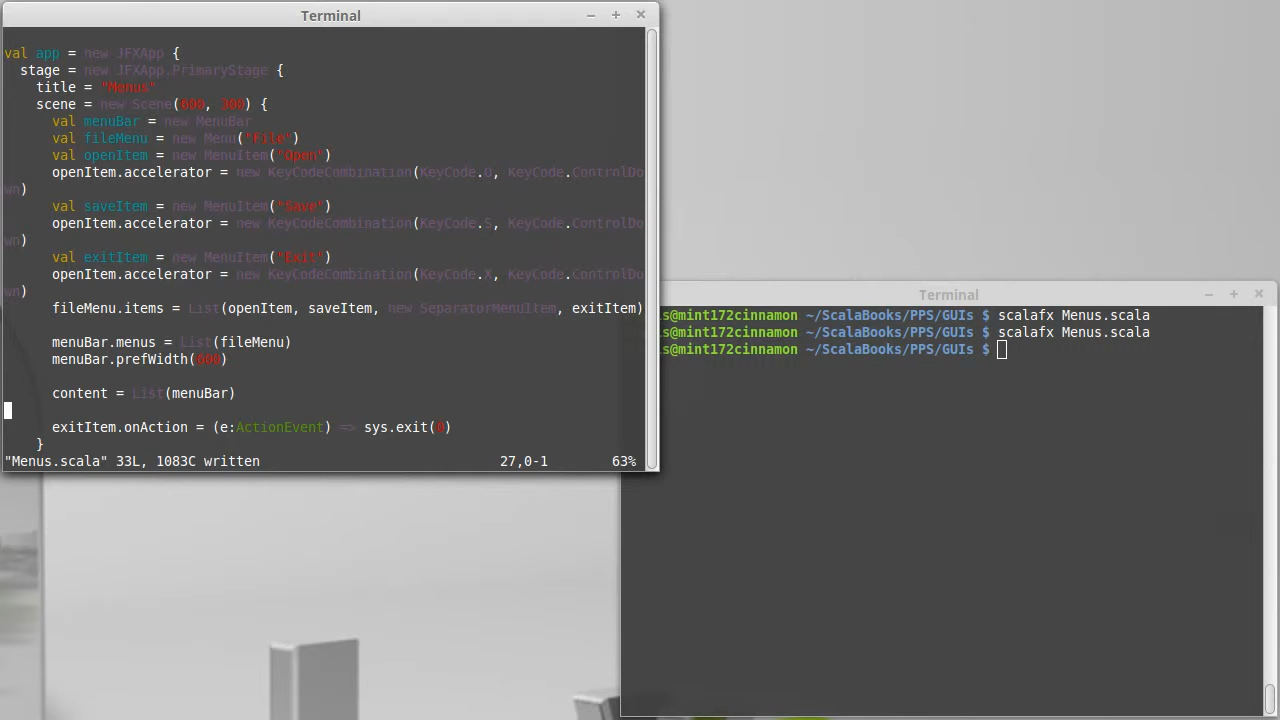 Terminal
val app = new JFXApp {
stage = new JFXApp.PrimaryStage {
title = "Menus"
scene = new Scene(600, 300) {
val menuBar = new MenuBar
val fileMenu = new Menu("File")
val openItem = new MenuItem("Open")
openItem.accelerator = new KeyCodeCombination(KeyCode.O, KeyCode.ControlDo
wn)
val saveItem = new MenuItem("Save")
openItem.accelerator = new KeyCodeCombination(KeyCode.S, KeyCode.ControlDo
wn)
val exitItem = new MenuItem("Exit")
openItem.accelerator = new KeyCodeCombination(KeyCode.X, KeyCode.ControlDo
wn)
fileMenu.items = List(openItem, saveItem, new SeparatorMenuItem, exitItem)
menuBar.menus = List(fileMenu)
menuBar.prefWidth(600)
content = List(menuBar)
exitItem.onAction = (e:ActionEvent) => sys.exit(0)
}
"Menus.scala" 33L, 1083C written 27,0-1 63%
Terminal
s@mint172cinnamon ~/ScalaBooks/PPS/GUIs $ scalafx Menus.scala
s@mint172cinnamon ~/ScalaBooks/PPS/GUIs $ scalafx Menus.scala
s@mint172cinnamon ~/ScalaBooks/PPS/GUIs $